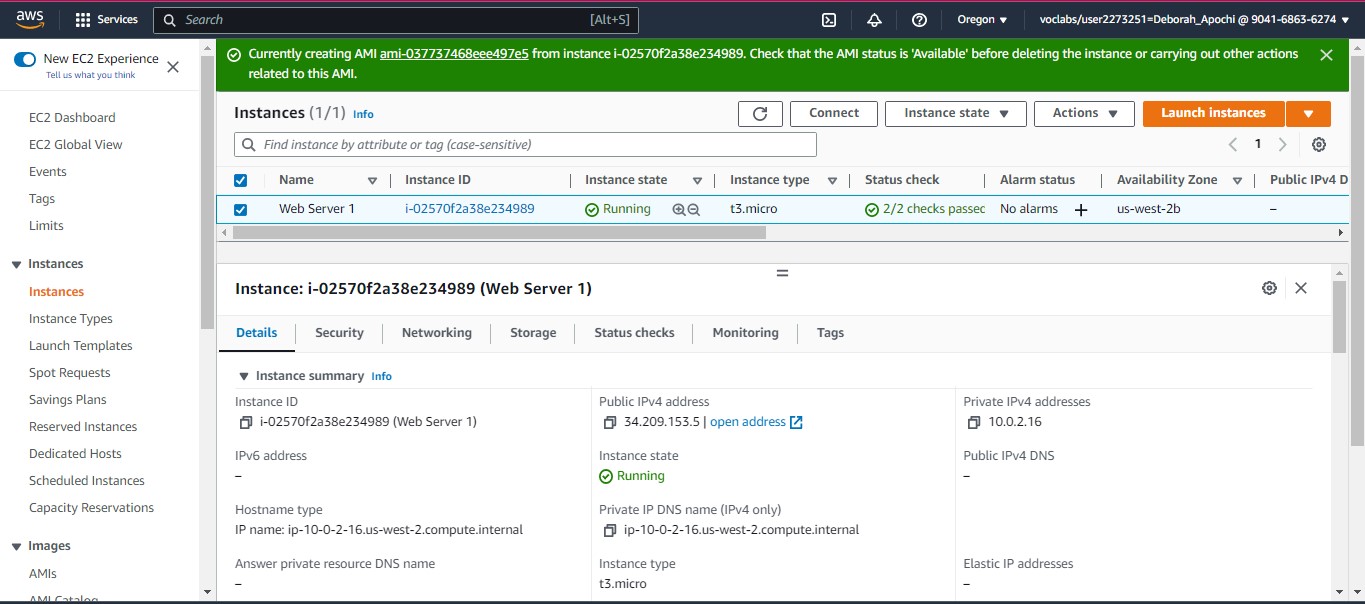 aws
Services
Search
[Alt+S]
Oregon
voclabs/user2273251=Deborah_Apochi @ 9041-6863-6274
New EC2 Experience
Tell us what you think
EC2 Dashboard
EC2 Global View
Events
Tags
Limits
Instances
Instances
Instance Types
Launch Templates
Spot Requests
Savings Plans
Reserved Instances
Dedicated Hosts
Scheduled Instances
Capacity Reservations
Images
AMIs
AMI Catalog
Currently creating AMI ami-037737468eee497e5 from instance i-02570f2a38e234989. Check that the AMI status is 'Available' before deleting the instance or carrying out other actions
related to this AMI.
Instances (1/1) Info
Connect
Instance state
Actions
Launch instances
Find instance by attribute or tag (case-sensitive)
1
Name Instance ID Instance state Instance type Status check Alarm status Availability Zone Public IPv4 D
Web Server 1 i-02570f2a38e234989 Running t3.micro 2/2 checks passed No alarms + us-west-2b –
Instance: i-02570f2a38e234989 (Web Server 1)
Details Security Networking Storage Status checks Monitoring Tags
Instance summary Info
Instance ID
i-02570f2a38e234989 (Web Server 1)
Public IPv4 address
34.209.153.5 | open address
Private IPv4 addresses
10.0.2.16
IPv6 address
–
Instance state
Running
Public IPv4 DNS
–
Hostname type
IP name: ip-10-0-2-16.us-west-2.compute.internal
Private IP DNS name (IPv4 only)
ip-10-0-2-16.us-west-2.compute.internal
Answer private resource DNS name
–
Instance type
t3.micro
Elastic IP addresses
–